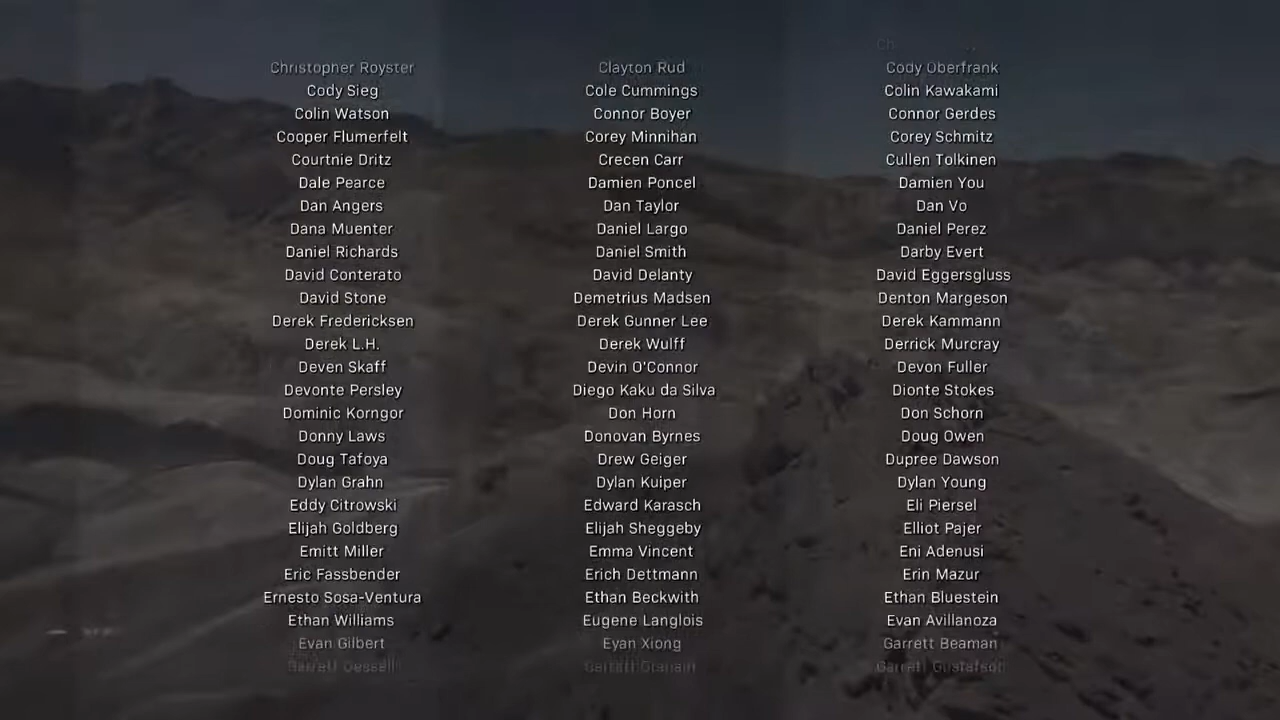 Christopher Royster Clayton Rud Cody Oberfrank
Cody Sieg Cole Cummings Colin Kawakami
Colin Watson Connor Boyer Connor Gerdes
Cooper Flumerfelt Corey Minnihan Corey Schmitz
Courtnie Dritz Crecen Carr Cullen Tolkinen
Dale Pearce Damien Poncel Damien You
Dan Angers Dan Taylor Dan Vo
Dana Muenter Daniel Largo Daniel Perez
Daniel Richards Daniel Smith Darby Evert
David Conterato David Delanty David Eggersgluss
David Stone Demetrius Madsen Denton Margeson
Derek Fredericksen Derek Gunner Lee Derek Kammann
Derek L.H. Derek Wulff Derrick Murcray
Deven Skaff Devin O'Connor Devon Fuller
Devonte Persley Diego Kaku da Silva Dionte Stokes
Dominic Korngor Don Horn Don Schorn
Donny Laws Donovan Byrnes Doug Owen
Doug Tafoya Drew Geiger Dupree Dawson
Dylan Grahn Dylan Kuiper Dylan Young
Eddy Citrowski Edward Karasch Eli Piersel
Elijah Goldberg Elijah Sheggeby Elliot Pajer
Emitt Miller Emma Vincent Eni Adenusi
Eric Fassbender Erich Dettmann Erin Mazur
Ernesto Sosa-Ventura Ethan Beckwith Ethan Bluestein
Ethan Williams Eugene Langlois Evan Avillanoza
Evan Gilbert Eyan Xiong Garrett Beaman
Garrett Garrett Garrett Gustafson